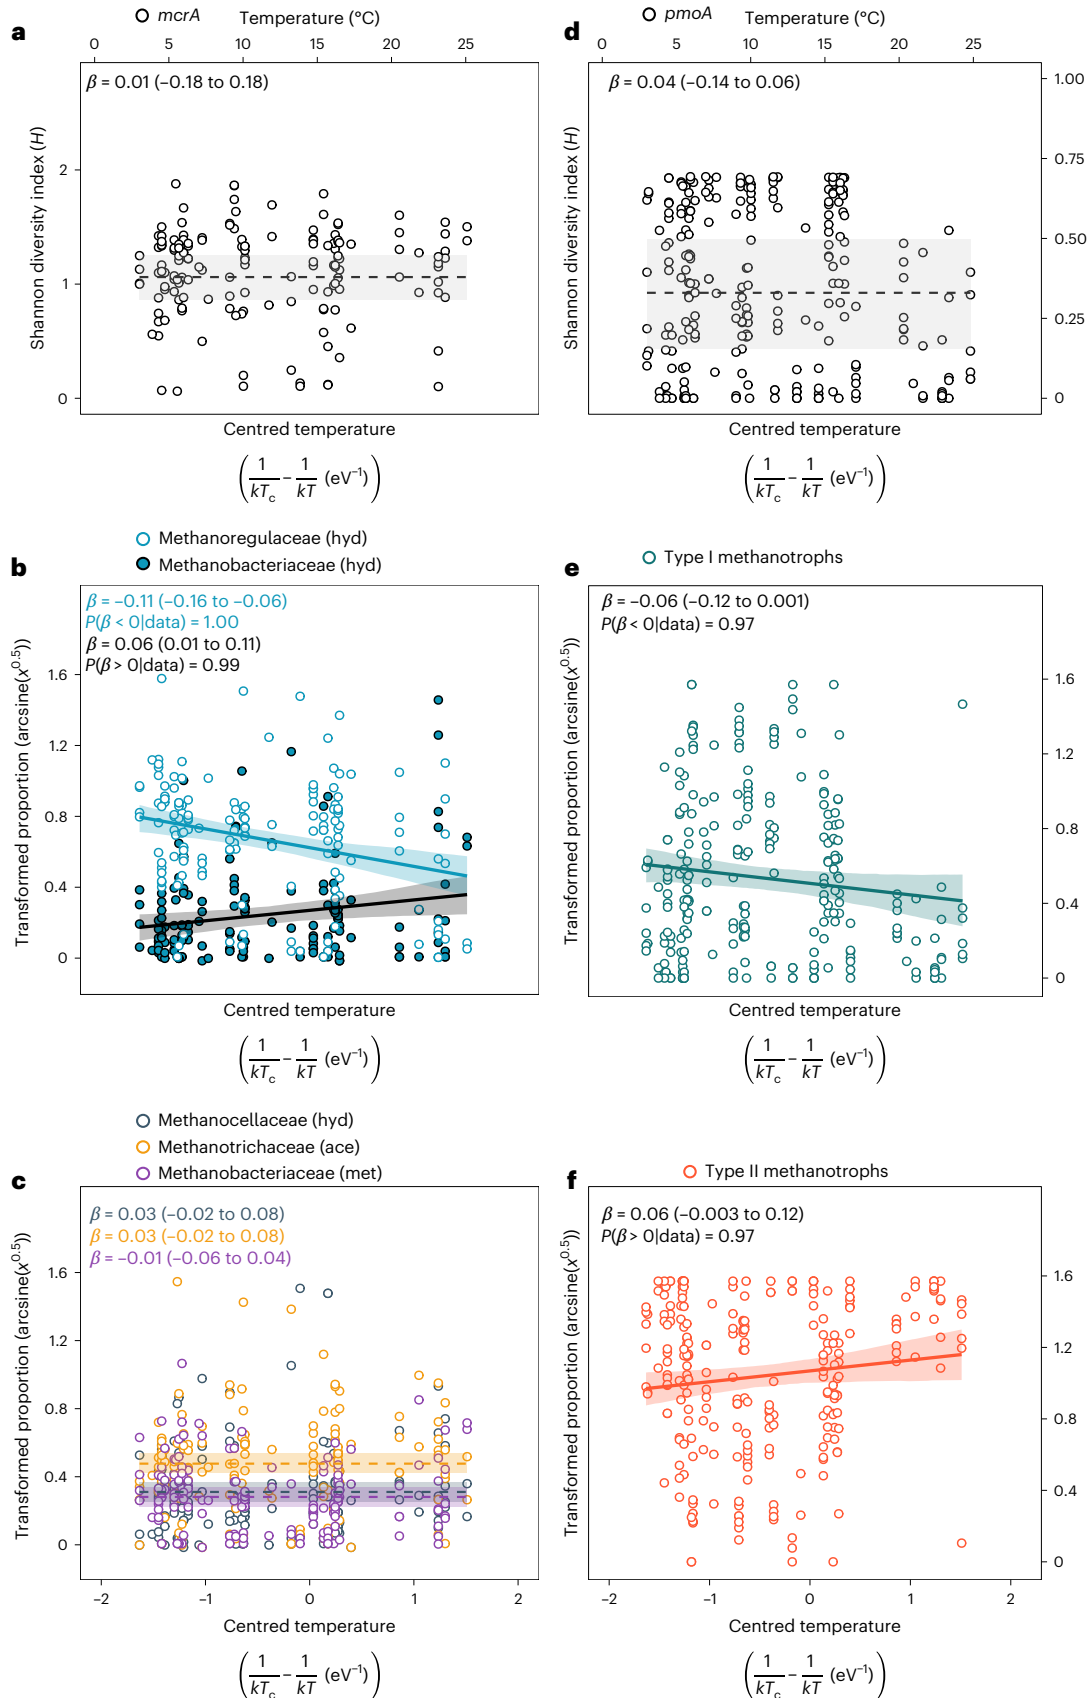 a
mcrA
Temperature (°C)
0 5 10 15 20 25
β = 0.01 (–0.18 to 0.18)
Shannon diversity index (H)
2
1
0
Centred temperature
(1/kTc – 1/kT (eV⁻¹))
d
pmoA
Temperature (°C)
0 5 10 15 20 25
β = 0.04 (–0.14 to 0.06)
Shannon diversity index (H)
1.00
0.75
0.50
0.25
0
Centred temperature
(1/kTc – 1/kT (eV⁻¹))
b
Methanoregulaceae (hyd)
Methanobacteriaceae (hyd)
β = –0.11 (–0.16 to –0.06)
P(β < 0|data) = 1.00
β = 0.06 (0.01 to 0.11)
P(β > 0|data) = 0.99
Transformed proportion (arcsine(x^0.5))
1.6
1.2
0.8
0.4
0
Centred temperature
(1/kTc – 1/kT (eV⁻¹))
e
Type I methanotrophs
β = –0.06 (–0.12 to 0.001)
P(β < 0|data) = 0.97
Transformed proportion (arcsine(x^0.5))
1.6
1.2
0.8
0.4
0
Centred temperature
(1/kTc – 1/kT (eV⁻¹))
c
Methanocellaceae (hyd)
Methanotrichaceae (ace)
Methanobacteriaceae (met)
β = 0.03 (–0.02 to 0.08)
β = 0.03 (–0.02 to 0.08)
β = –0.01 (–0.06 to 0.04)
Transformed proportion (arcsine(x^0.5))
1.6
1.2
0.8
0.4
0
–2 –1 0 1 2
Centred temperature
(1/kTc – 1/kT (eV⁻¹))
f
Type II methanotrophs
β = 0.06 (–0.003 to 0.12)
P(β > 0|data) = 0.97
Transformed proportion (arcsine(x^0.5))
1.6
1.2
0.8
0.4
0
–2 –1 0 1 2
Centred temperature
(1/kTc – 1/kT (eV⁻¹))